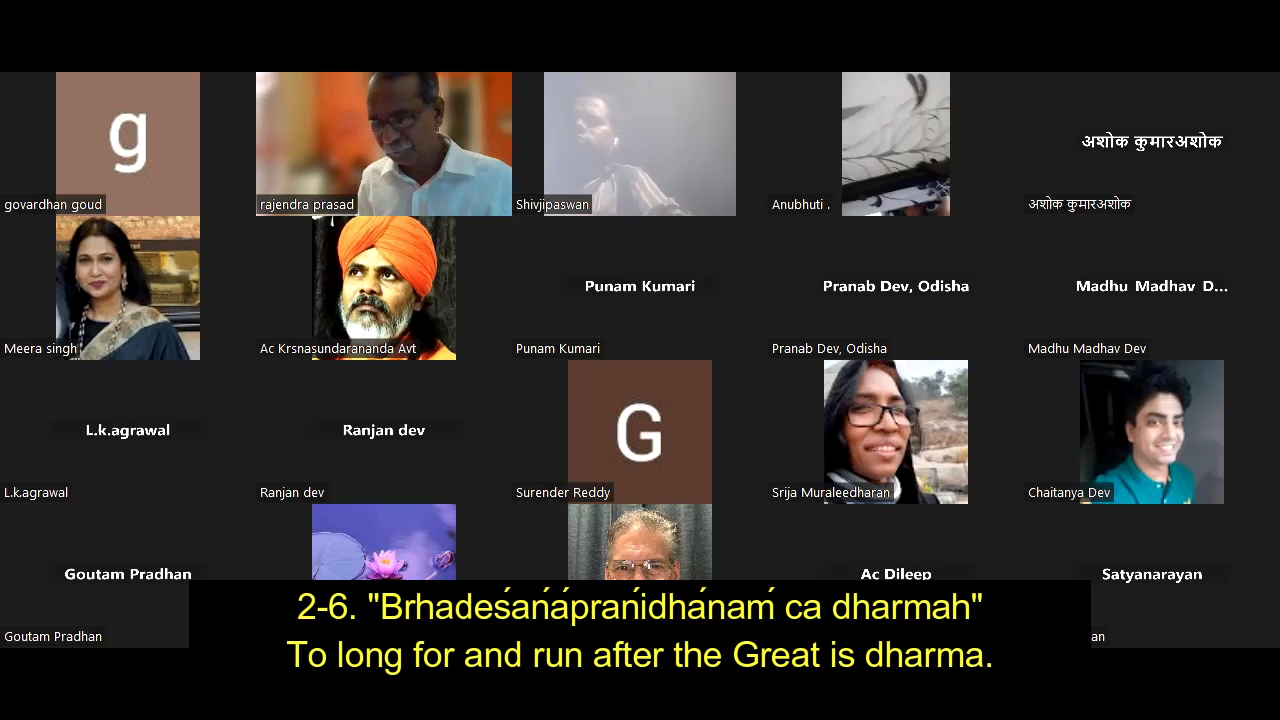 g
govardhan goud
rajendra prasad
Shivjipaswan
Anubhuti .
अशोक कुमारअशोक
अशोक कुमारअशोक
Meera singh
Ac Krsnasundarananda Avt
Punam Kumari
Punam Kumari
Pranab Dev, Odisha
Pranab Dev, Odisha
Madhu Madhav D...
Madhu Madhav Dev
L.k.agrawal
L.k.agrawal
Ranjan dev
Ranjan dev
G
Surender Reddy
Srija Muraleedharan
Chaitanya Dev
Goutam Pradhan
Goutam Pradhan
Ac Dileep
Satyanarayan
an
2-6. "Brhadeśańáprańidhánaḿ ca dharmah"
To long for and run after the Great is dharma.